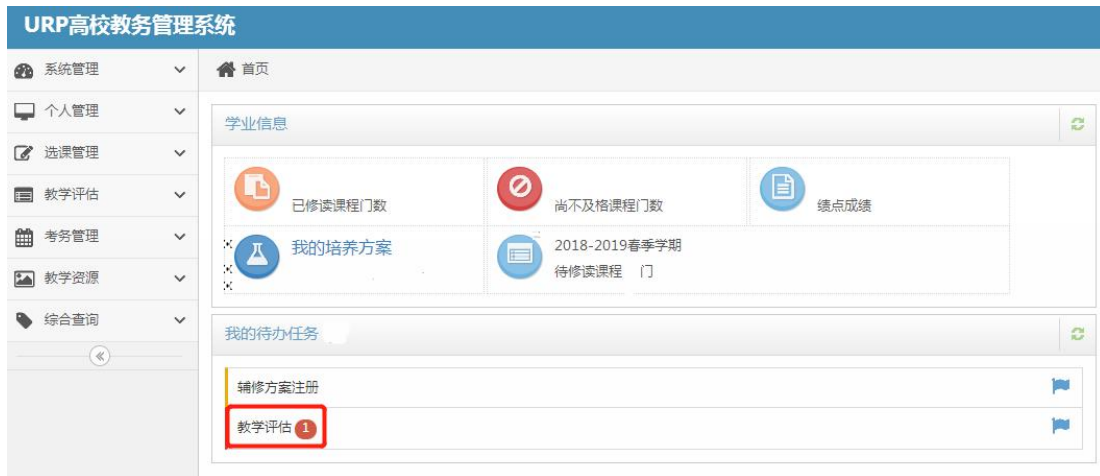 URP高校教务管理系统
系统管理
个人管理
选课管理
教学评估
考务管理
教学资源
综合查询
首页
学业信息
已修读课程门数
尚不及格课程门数
绩点成绩
我的培养方案
2018-2019春季学期
待修读课程 门
我的待办任务
辅修方案注册
教学评估 1